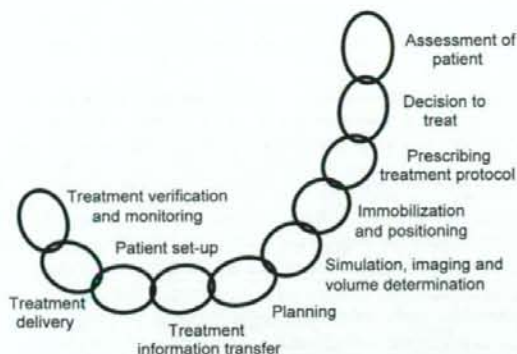 Assessment of
patient
Decision to
treat
Prescribing
treatment protocol
Immobilization
and positioning
Simulation, imaging and
volume determination
Planning
Treatment
information transfer
Patient set-up
Treatment
delivery
Treatment verification
and monitoring